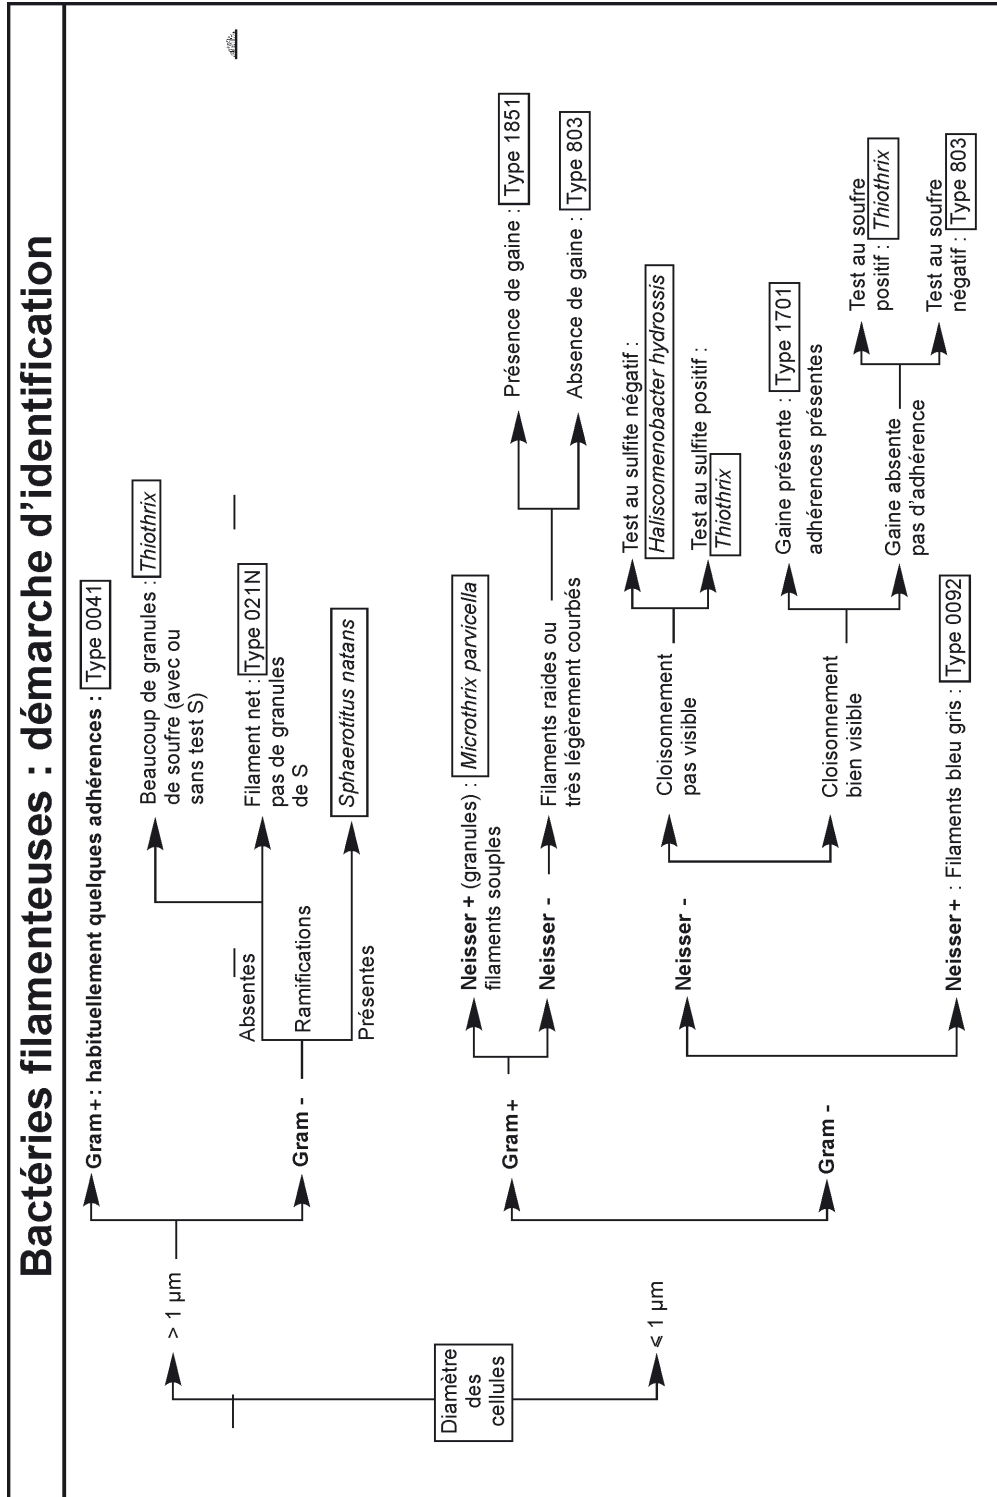 Bactéries filamenteuses : démarche d'identification
Diamètre
des
cellules
> 1 µm
Gram+ : habituellement quelques adhérences : Type 0041
Gram -
Absentes
Ramifications
Présentes
Beaucoup de granules : Thiothrix
de soufre (avec ou
sans test S)
Filament net : Type 021N
pas de granules
de S
Sphaerotitus natans
⩽ 1 µm
Gram+
Neisser + (granules) : Microthrix parvicella
filaments souples
Neisser -
Filaments raides ou
très légèrement courbés
Présence de gaine : Type 1851
Absence de gaine : Type 803
Gram -
Neisser -
Cloisonnement
pas visible
Test au sulfite négatif :
Haliscomenobacter hydrossis
Test au sulfite positif :
Thiothrix
Cloisonnement
bien visible
Gaine présente : Type 1701
adhérences présentes
Gaine absente
pas d'adhérence
Test au soufre
positif : Thiothrix
Test au soufre
négatif : Type 803
Neisser + : Filaments bleu gris : Type 0092